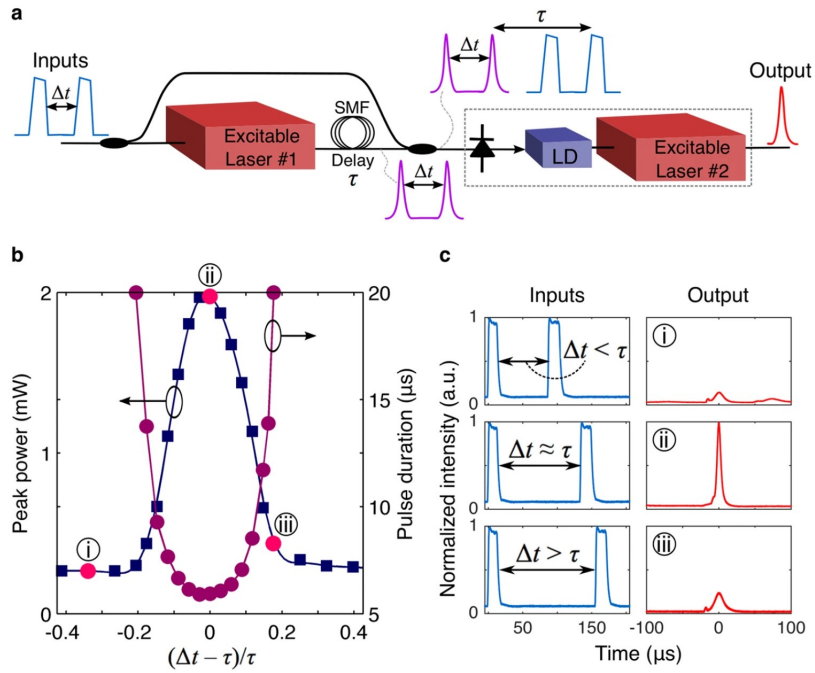 a
Inputs
Δt
Excitable
Laser #1
SMF
Delay
τ
Δt
Δt
τ
LD
Excitable
Laser #2
Output
b
ii
i
iii
2
1
0
Peak power (mW)
20
15
10
5
Pulse duration (µs)
-0.4 -0.2 0 0.2 0.4
(Δt – τ)/τ
c
Inputs Output
Normalized intensity (a.u.)
1
0
Δt < τ
i
1
0
Δt ≈ τ
ii
1
0
Δt > τ
iii
50 150 -100 0 100
Time (µs)